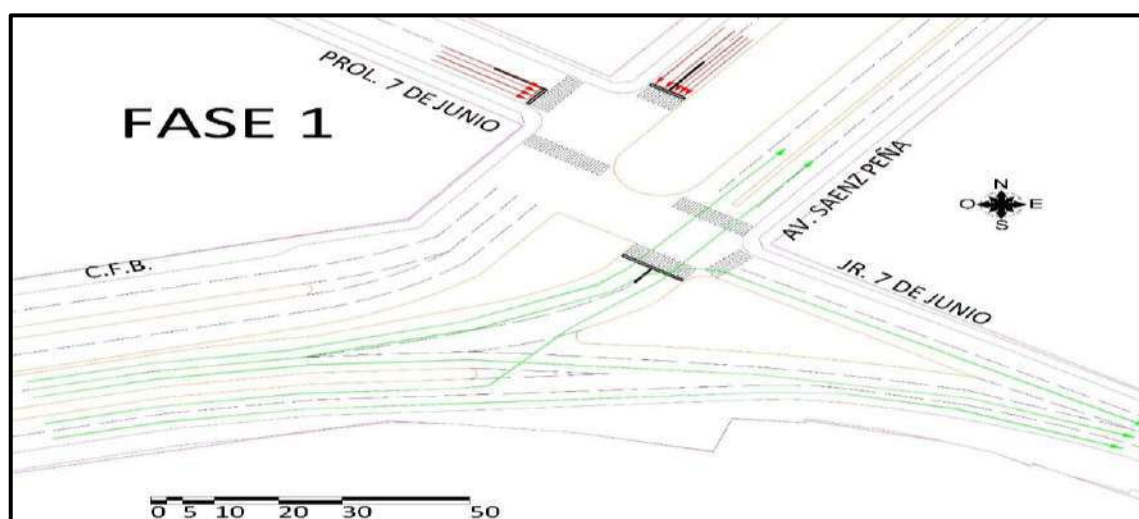 PROL. 7 DE JUNIO
FASE 1
N
O E
S
AV. SAENZ PEÑA
C.F.B.
JR. 7 DE JUNIO
0 5 10 20 30 50